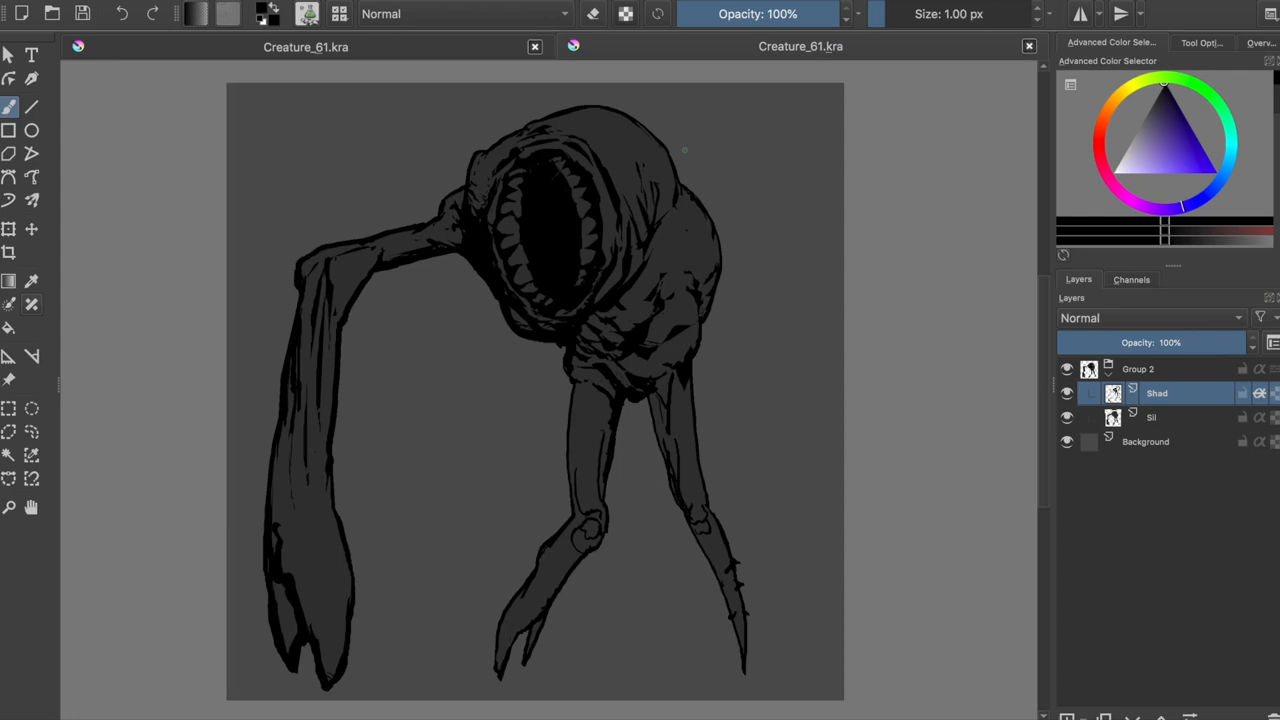 Normal
Opacity: 100%
Size: 1.00 px
Creature_61.kra
Creature_61.kra
Advanced Color Sele...
Tool Opti...
Overv...
Advanced Color Selector
Layers
Channels
Layers
Normal
Opacity: 100%
Group 2
Shad
Sil
Background